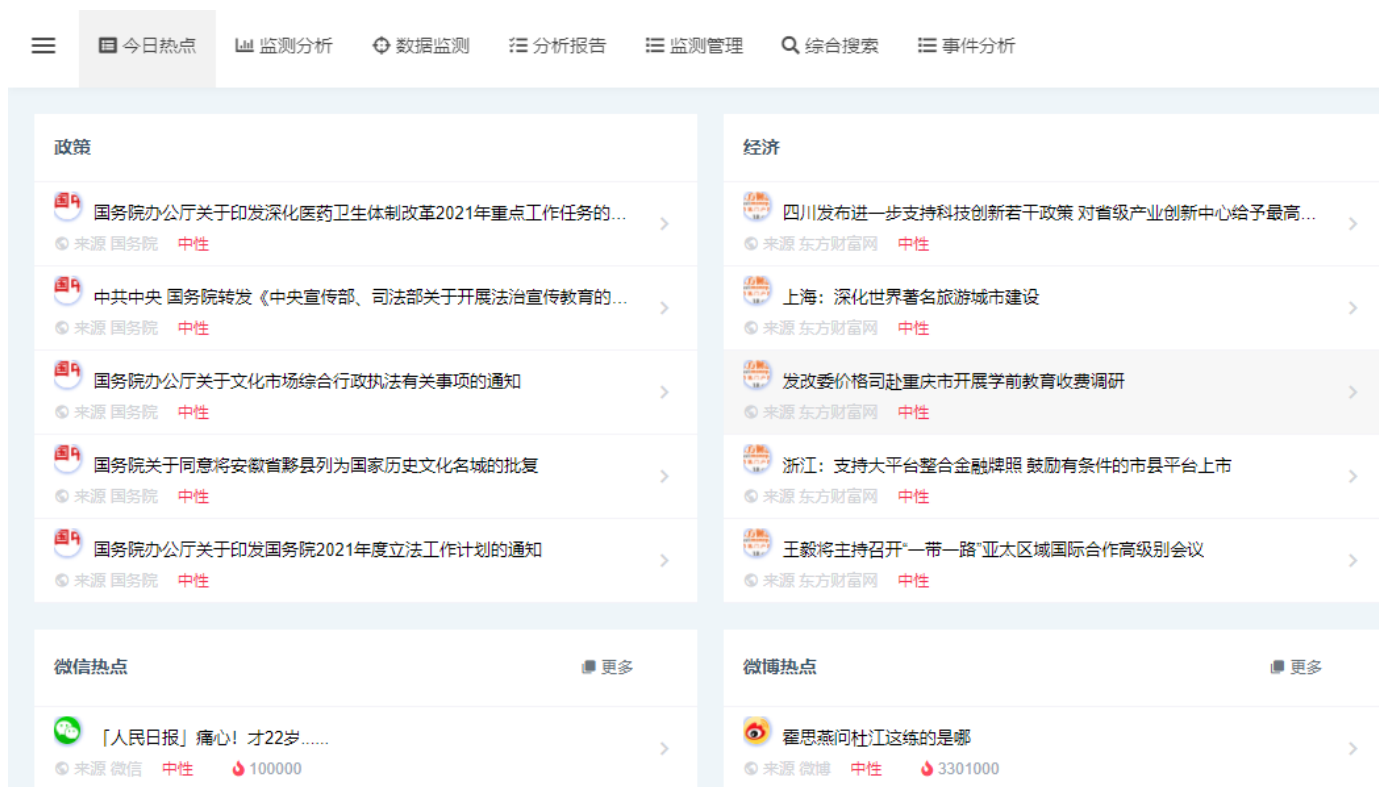 今日热点 监测分析 数据监测 分析报告 监测管理 综合搜索 事件分析
政策
国务院办公厅关于印发深化医药卫生体制改革2021年重点工作任务的...
来源 国务院 中性
中共中央 国务院转发《中央宣传部、司法部关于开展法治宣传教育的...
来源 国务院 中性
国务院办公厅关于文化市场综合行政执法有关事项的通知
来源 国务院 中性
国务院关于同意将安徽省黟县列为国家历史文化名城的批复
来源 国务院 中性
国务院办公厅关于印发国务院2021年度立法工作计划的通知
来源 国务院 中性
经济
四川发布进一步支持科技创新若干政策 对省级产业创新中心给予最高...
来源 东方财富网 中性
上海：深化世界著名旅游城市建设
来源 东方财富网 中性
发改委价格司赴重庆市开展学前教育收费调研
来源 东方财富网 中性
浙江：支持大平台整合金融牌照 鼓励有条件的市县平台上市
来源 东方财富网 中性
王毅将主持召开“一带一路”亚太区域国际合作高级别会议
来源 东方财富网 中性
微信热点 更多
「人民日报」痛心！才22岁......
来源 微信 中性 100000
微博热点 更多
霍思燕问杜江这练的是哪
来源 微博 中性 3301000